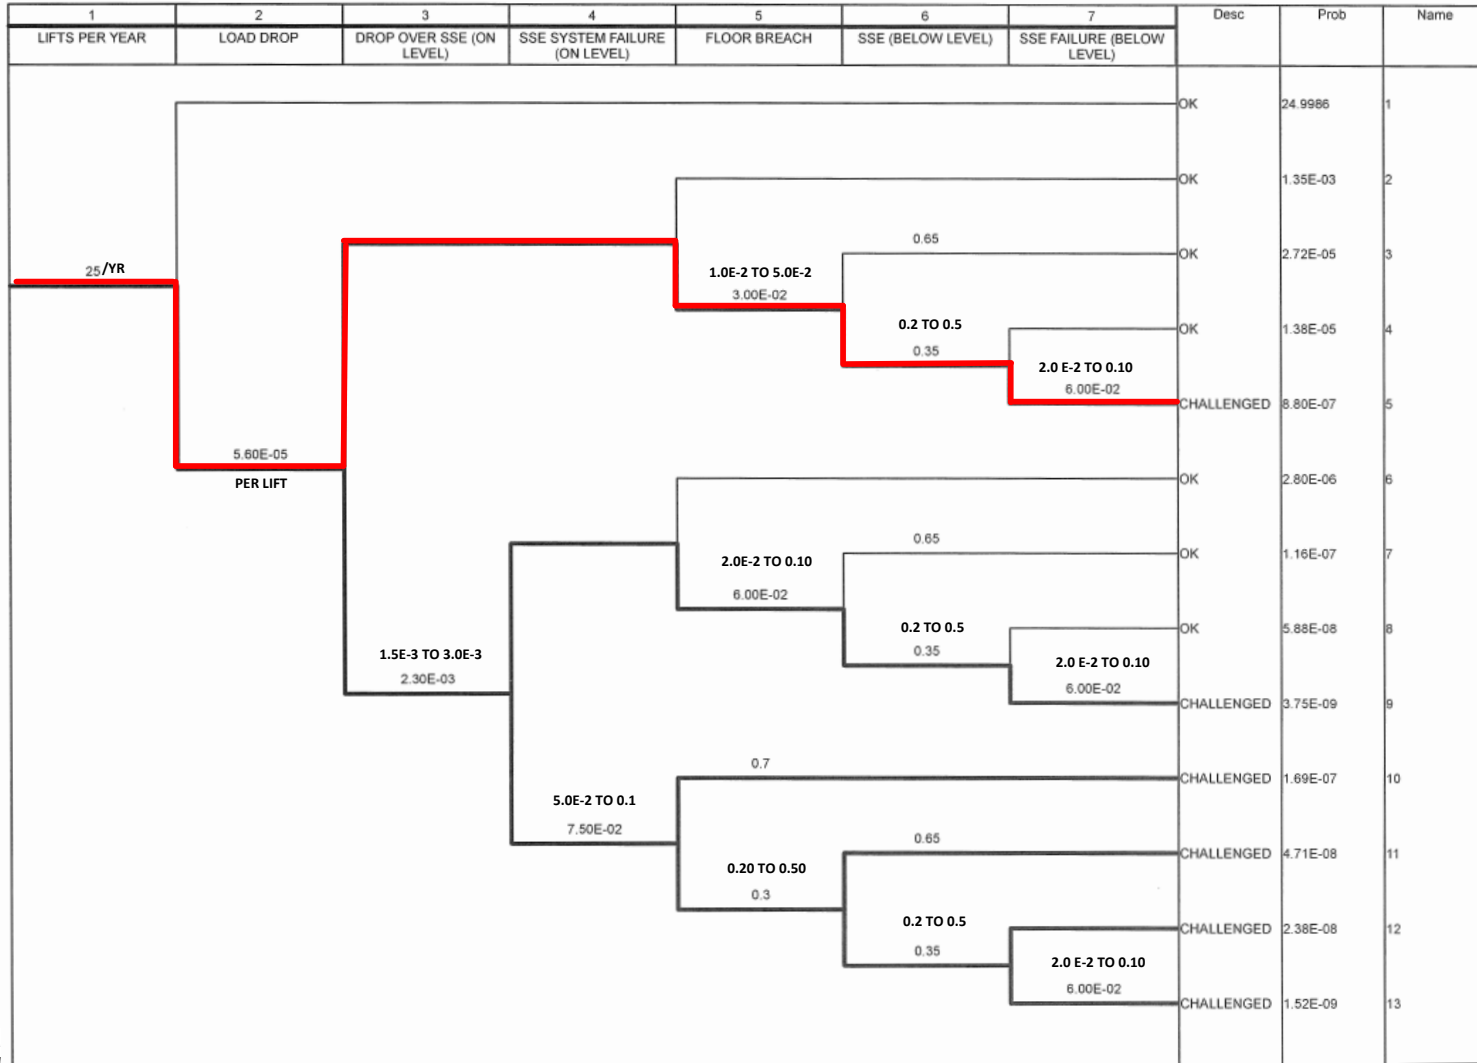 1 2 3 4 5 6 7 Desc Prob Name
LIFTS PER YEAR LOAD DROP DROP OVER SSE (ON SSE SYSTEM FAILURE FLOOR BREACH SSE (BELOW LEVEL) SSE FAILURE (BELOW
LEVEL) (ON LEVEL) LEVEL)
OK 24.9986 1
OK 1.35E-03 2
0.65
OK 2.72E-05 3
25/YR
1.0E-2 TO 5.0E-2
3.00E-02
0.2 TO 0.5
OK 1.38E-05 4
0.35
2.0 E-2 TO 0.10
6.00E-02
CHALLENGED 8.80E-07 5
5.60E-05
PER LIFT
OK 2.80E-06 6
0.65
OK 1.16E-07 7
2.0E-2 TO 0.10
6.00E-02
0.2 TO 0.5
OK 5.88E-08 8
0.35
1.5E-3 TO 3.0E-3
2.0 E-2 TO 0.10
2.30E-03
6.00E-02
CHALLENGED 3.75E-09 9
0.7
CHALLENGED 1.69E-07 10
5.0E-2 TO 0.1
7.50E-02
0.65
CHALLENGED 4.71E-08 11
0.20 TO 0.50
0.3
0.2 TO 0.5
CHALLENGED 2.38E-08 12
0.35
2.0 E-2 TO 0.10
6.00E-02
CHALLENGED 1.52E-09 13